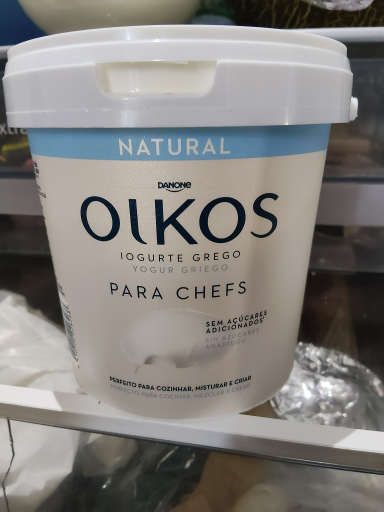 NATURAL
DANONE
OIKOS
IOGURTE GREGO
YOGUR GRIEGO
PARA CHEFS
SEM AÇÚCARES
ADICIONADOS
SIN AZÚCARES
AÑADIDOS
PERFEITO PARA COZINHAR, MISTURAR E CRIAR
PERFECTO PARA COCINAR, MEZCLAR Y CREAR